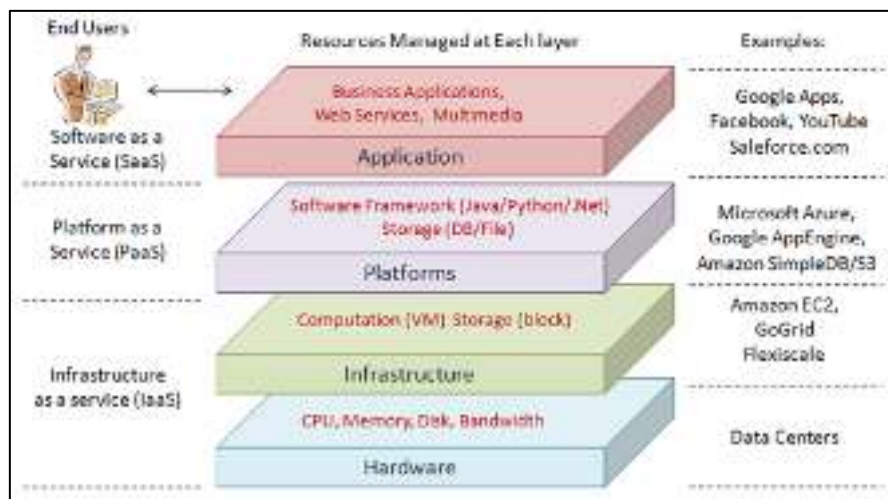 End Users
Resources Managed at Each layer
Examples:
Business Applications,
Web Services, Multimedia
Application
Software as a
Service (SaaS)
Google Apps,
Facebook, YouTube
Saleforce.com
Software Framework (Java/Python/.Net)
Storage (DB/File)
Platforms
Platform as a
Service (PaaS)
Microsoft Azure,
Google AppEngine,
Amazon SimpleDB/S3
Computation (VM) Storage (block)
Infrastructure
Amazon EC2,
GoGrid
Flexiscale
Infrastructure
as a service (IaaS)
CPU, Memory, Disk, Bandwidth
Hardware
Data Centers